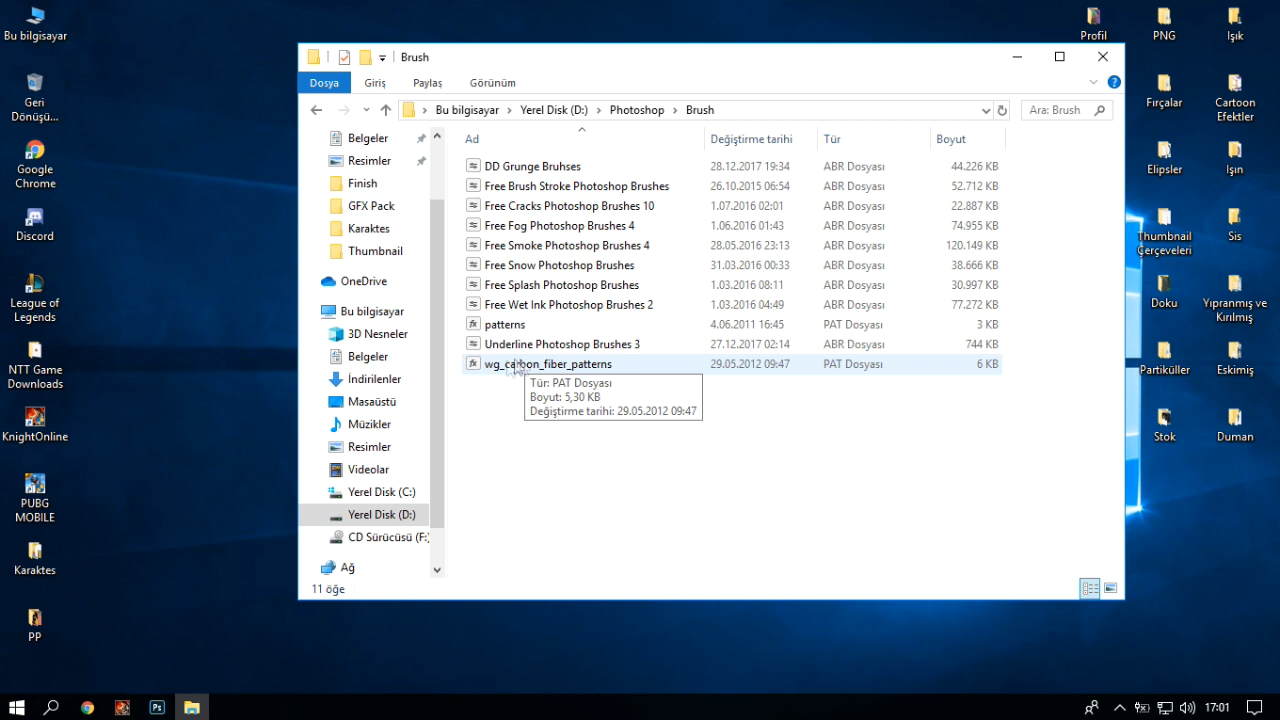 Bu bilgisayar
Geri
Dönüşü...
Google
Chrome
Discord
League of
Legends
NTT Game
Downloads
KnightOnline
PUBG
MOBILE
Karaktes
PP
Brush
Dosya
Giriş
Paylaş
Görünüm
Bu bilgisayar
Yerel Disk (D:)
Photoshop
Brush
Ara: Brush
Belgeler
Resimler
Finish
GFX Pack
Karaktes
Thumbnail
OneDrive
Bu bilgisayar
3D Nesneler
Belgeler
İndirilenler
Masaüstü
Müzikler
Resimler
Videolar
Yerel Disk (C:)
Yerel Disk (D:)
CD Sürücüsü (F:)
Ağ
11 öğe
Ad Değiştirme tarihi Tür Boyut
DD Grunge Bruhses 28.12.2017 19:34 ABR Dosyası 44.226 KB
Free Brush Stroke Photoshop Brushes 26.10.2015 06:54 ABR Dosyası 52.712 KB
Free Cracks Photoshop Brushes 10 1.07.2016 02:01 ABR Dosyası 22.887 KB
Free Fog Photoshop Brushes 4 1.06.2016 01:43 ABR Dosyası 74.955 KB
Free Smoke Photoshop Brushes 4 28.05.2016 23:13 ABR Dosyası 120.149 KB
Free Snow Photoshop Brushes 31.03.2016 00:33 ABR Dosyası 38.666 KB
Free Splash Photoshop Brushes 1.03.2016 08:11 ABR Dosyası 30.997 KB
Free Wet Ink Photoshop Brushes 2 1.03.2016 04:49 ABR Dosyası 77.272 KB
patterns 4.06.2011 16:45 PAT Dosyası 3 KB
Underline Photoshop Brushes 3 27.12.2017 02:14 ABR Dosyası 744 KB
wg_carbon_fiber_patterns 29.05.2012 09:47 PAT Dosyası 6 KB
Tür: PAT Dosyası
Boyut: 5,30 KB
Değiştirme tarihi: 29.05.2012 09:47
Profil
PNG
Işık
Fırçalar
Cartoon
Efektler
Elipsler
Işın
Thumbnail
Çerçeveleri
Sis
Doku
Yıpranmış ve
Kırılmış
Partiküller
Eskimiş
Stok
Duman
Ps
17:01